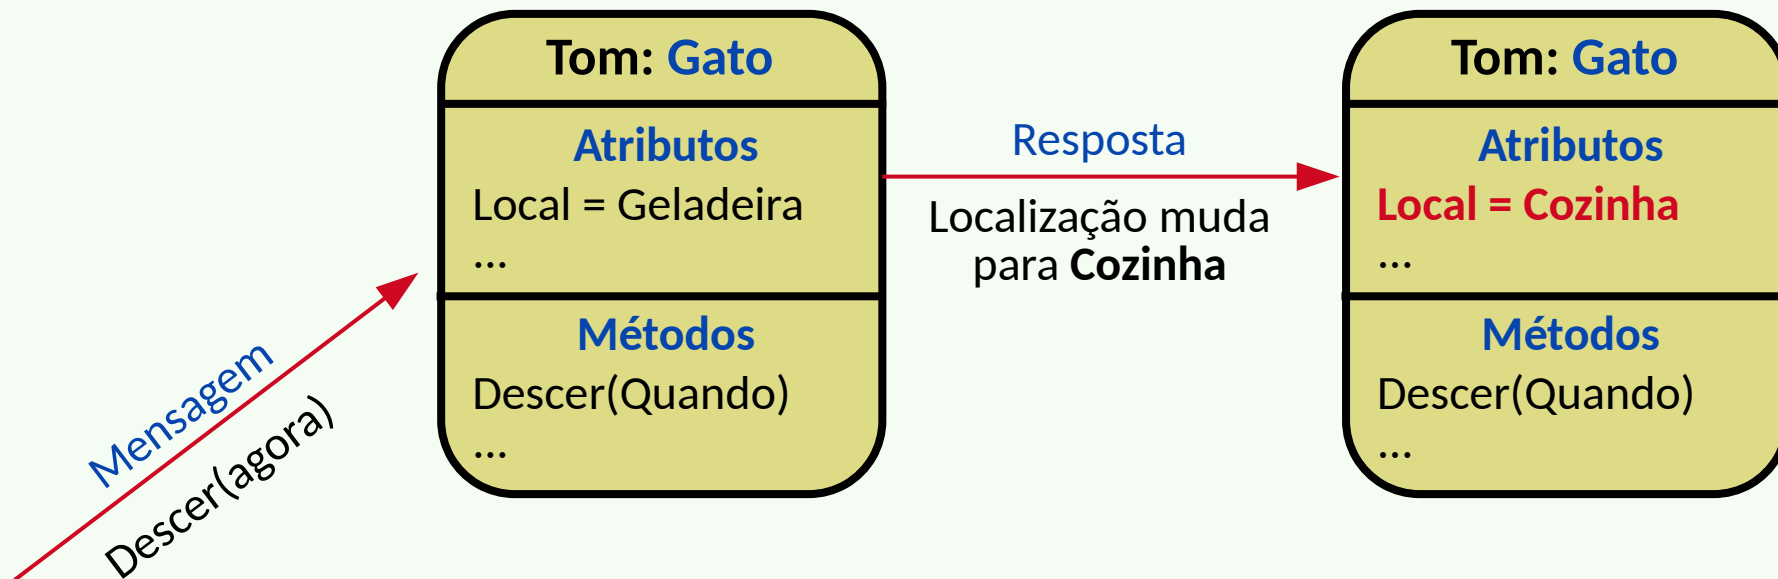 Mensagem
Descer(agora)
Tom: Gato
Atributos
Local = Geladeira
...
Métodos
Descer(Quando)
...
Resposta
Localização muda
para Cozinha
Tom: Gato
Atributos
Local = Cozinha
...
Métodos
Descer(Quando)
...